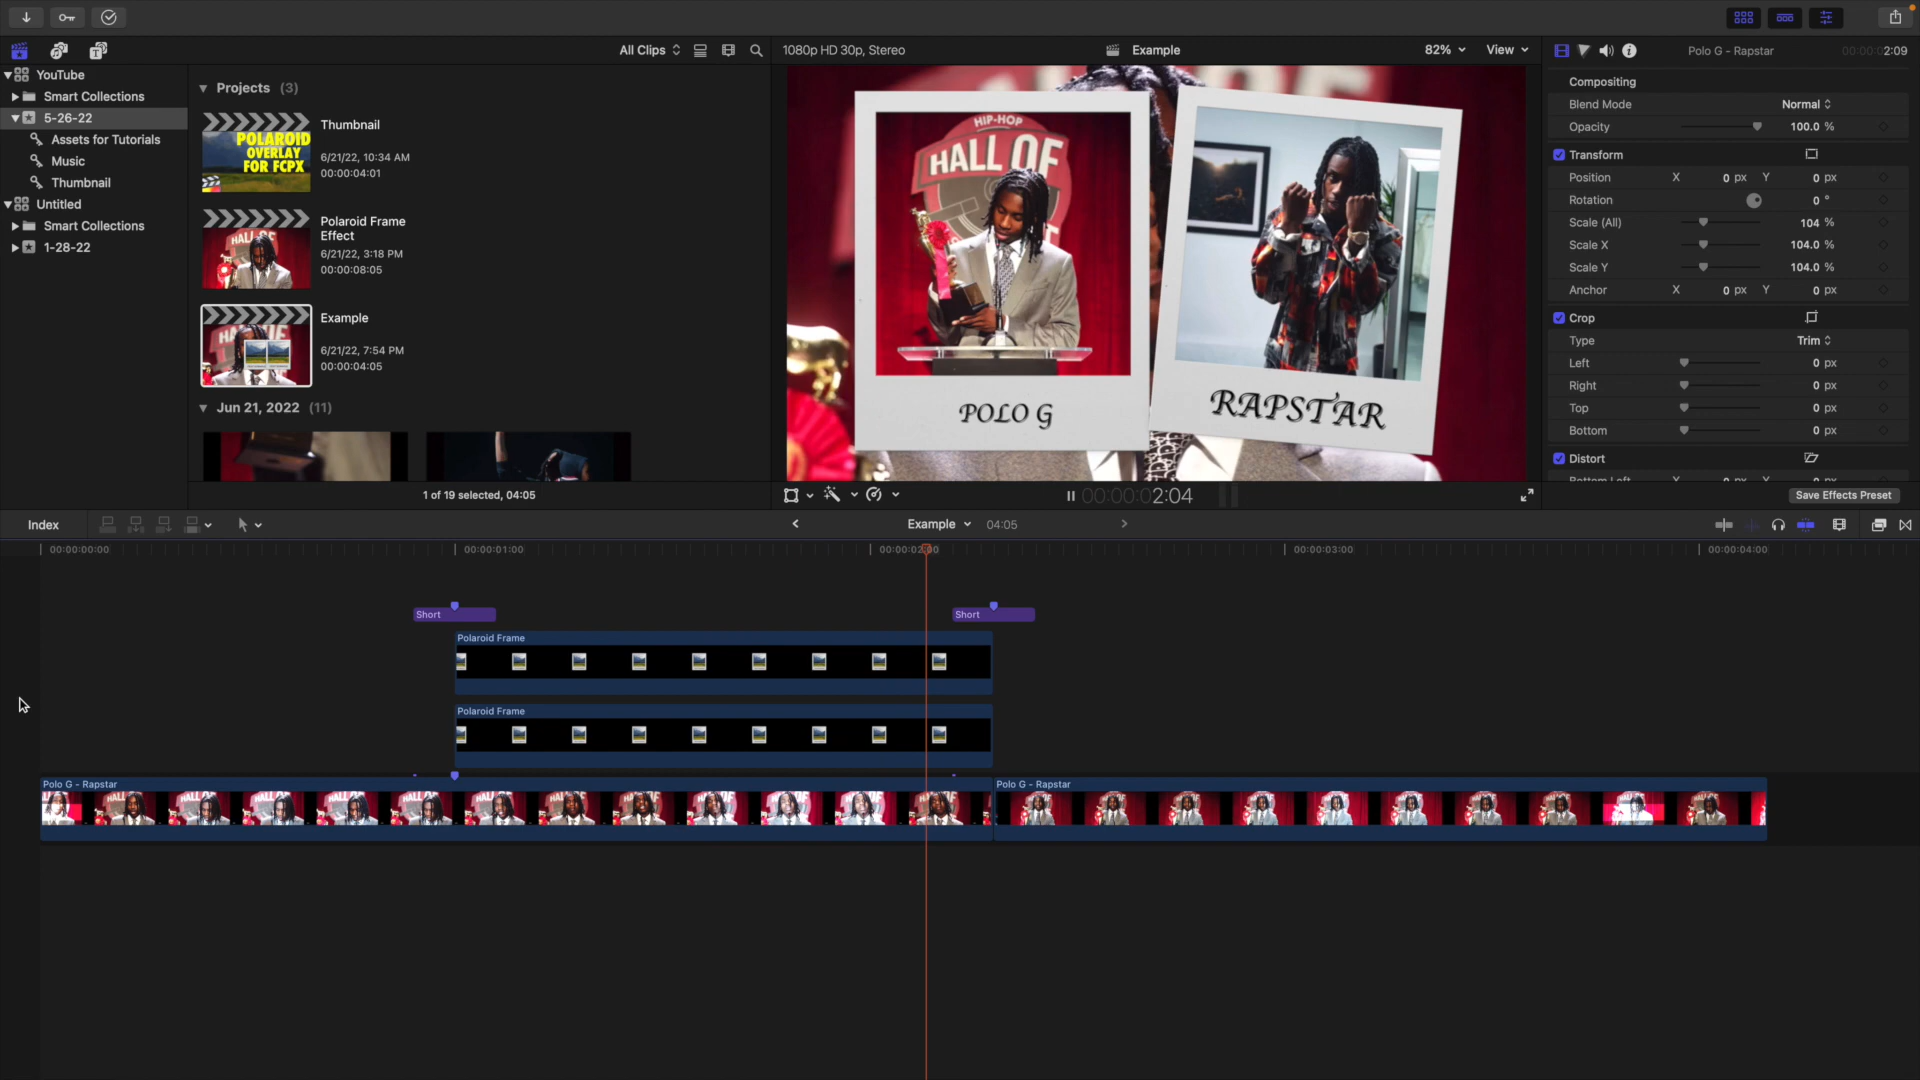 All Clips
1080p HD 30p, Stereo
Example
82%
View
Polo G - Rapstar
00:00:02:09
YouTube
Smart Collections
5-26-22
Assets for Tutorials
Music
Thumbnail
Untitled
Smart Collections
1-28-22
Projects (3)
POLAROID
OVERLAY
FOR FCPX
Thumbnail
6/21/22, 10:34 AM
00:00:04:01
Polaroid Frame
Effect
6/21/22, 3:18 PM
00:00:08:05
Example
6/21/22, 7:54 PM
00:00:04:05
Jun 21, 2022 (11)
1 of 19 selected, 04:05
HIP-HOP
HALL OF
POLO G
RAPSTAR
00:00:02:04
Compositing
Blend Mode Normal
Opacity 100.0 %
Transform
Position X 0 px Y 0 px
Rotation 0 °
Scale (All) 104 %
Scale X 104.0 %
Scale Y 104.0 %
Anchor X 0 px Y 0 px
Crop
Type Trim
Left 0 px
Right 0 px
Top 0 px
Bottom 0 px
Distort
Bottom Left 0 px 0 px
Save Effects Preset
Index
Example
04:05
00:00:00:00
00:00:01:00
00:00:02:00
00:00:03:00
00:00:04:00
Short
Short
Polaroid Frame
Polaroid Frame
Polo G - Rapstar
Polo G - Rapstar